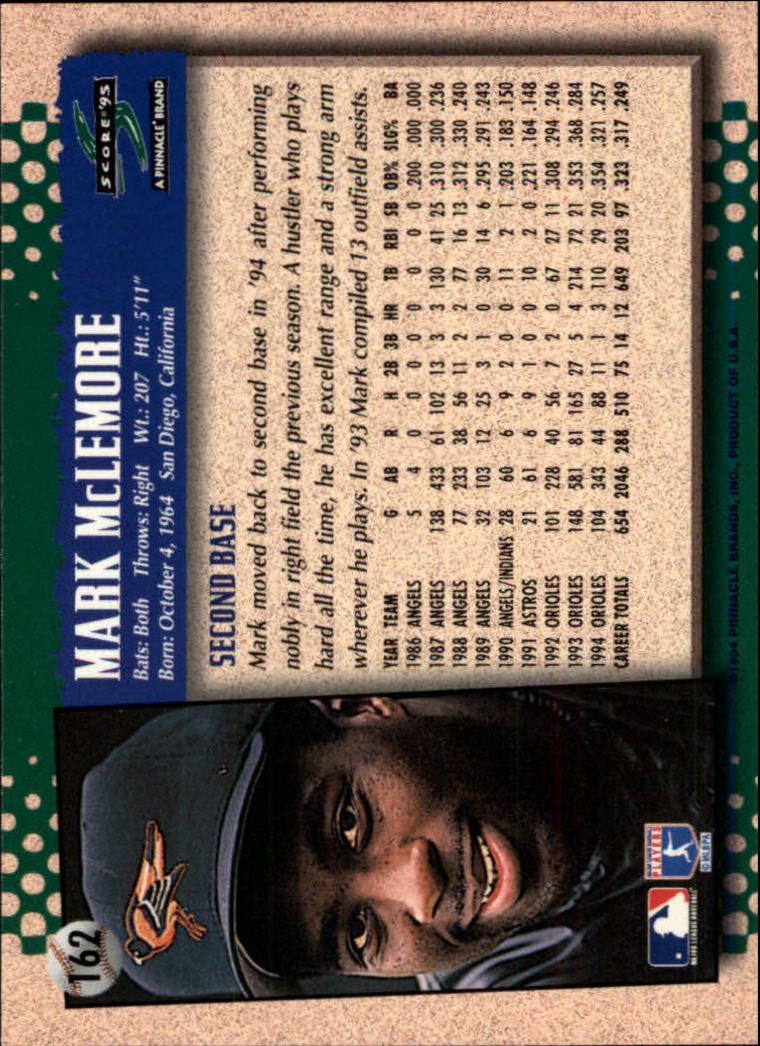 162
MARK McLEMORE
Bats: Both Throws: Right Wt.: 207 Ht.: 5'11"
Born: October 4, 1964 San Diego, California
SCORE® '95
A PINNACLE® BRAND
SECOND BASE
Mark moved back to second base in '94 after performing
nobly in right field the previous season. A hustler who plays
hard all the time, he has excellent range and a strong arm
wherever he plays. In '93 Mark compiled 13 outfield assists.
YEAR TEAM G AB R H 2B 3B HR TB RBI SB OB% SLG% BA
1986 ANGELS 5 4 0 0 0 0 0 0 0 0 .200 .000 .000
1987 ANGELS 138 433 61 102 13 3 3 130 41 25 .310 .300 .236
1988 ANGELS 77 233 38 56 11 2 2 77 16 13 .312 .330 .240
1989 ANGELS 32 103 12 25 3 1 0 30 14 6 .295 .291 .243
1990 ANGELS/INDIANS 28 60 6 9 2 0 0 11 2 1 .203 .183 .150
1991 ASTROS 21 61 6 9 1 0 0 10 2 0 .221 .164 .148
1992 ORIOLES 101 228 40 56 7 2 0 67 27 11 .308 .294 .246
1993 ORIOLES 148 581 81 165 27 5 4 214 72 21 .353 .368 .284
1994 ORIOLES 104 343 44 88 11 1 3 110 29 20 .354 .321 .257
CAREER TOTALS 654 2046 288 510 75 14 12 649 203 97 .323 .317 .249
MAJOR LEAGUE BASEBALL
PLAYERS
© MLBPA
©1994 PINNACLE BRANDS, INC., PRODUCT OF U.S.A.